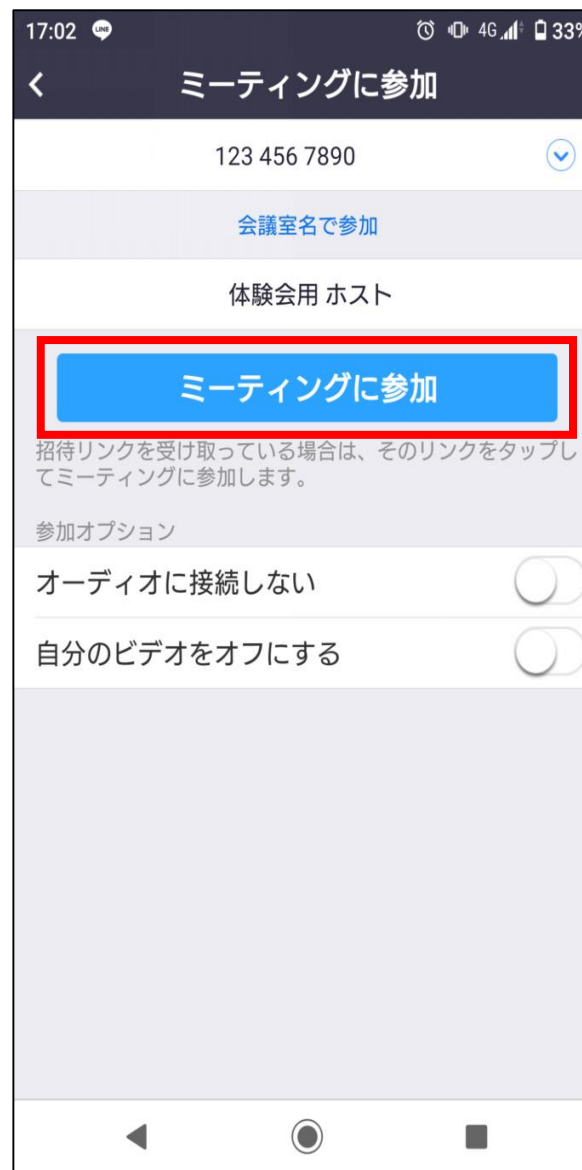 17:02 LINE 4G 33%
ミーティングに参加
123 456 7890
会議室名で参加
体験会用 ホスト
ミーティングに参加
招待リンクを受け取っている場合は、そのリンクをタップし
てミーティングに参加します。
参加オプション
オーディオに接続しない
自分のビデオをオフにする